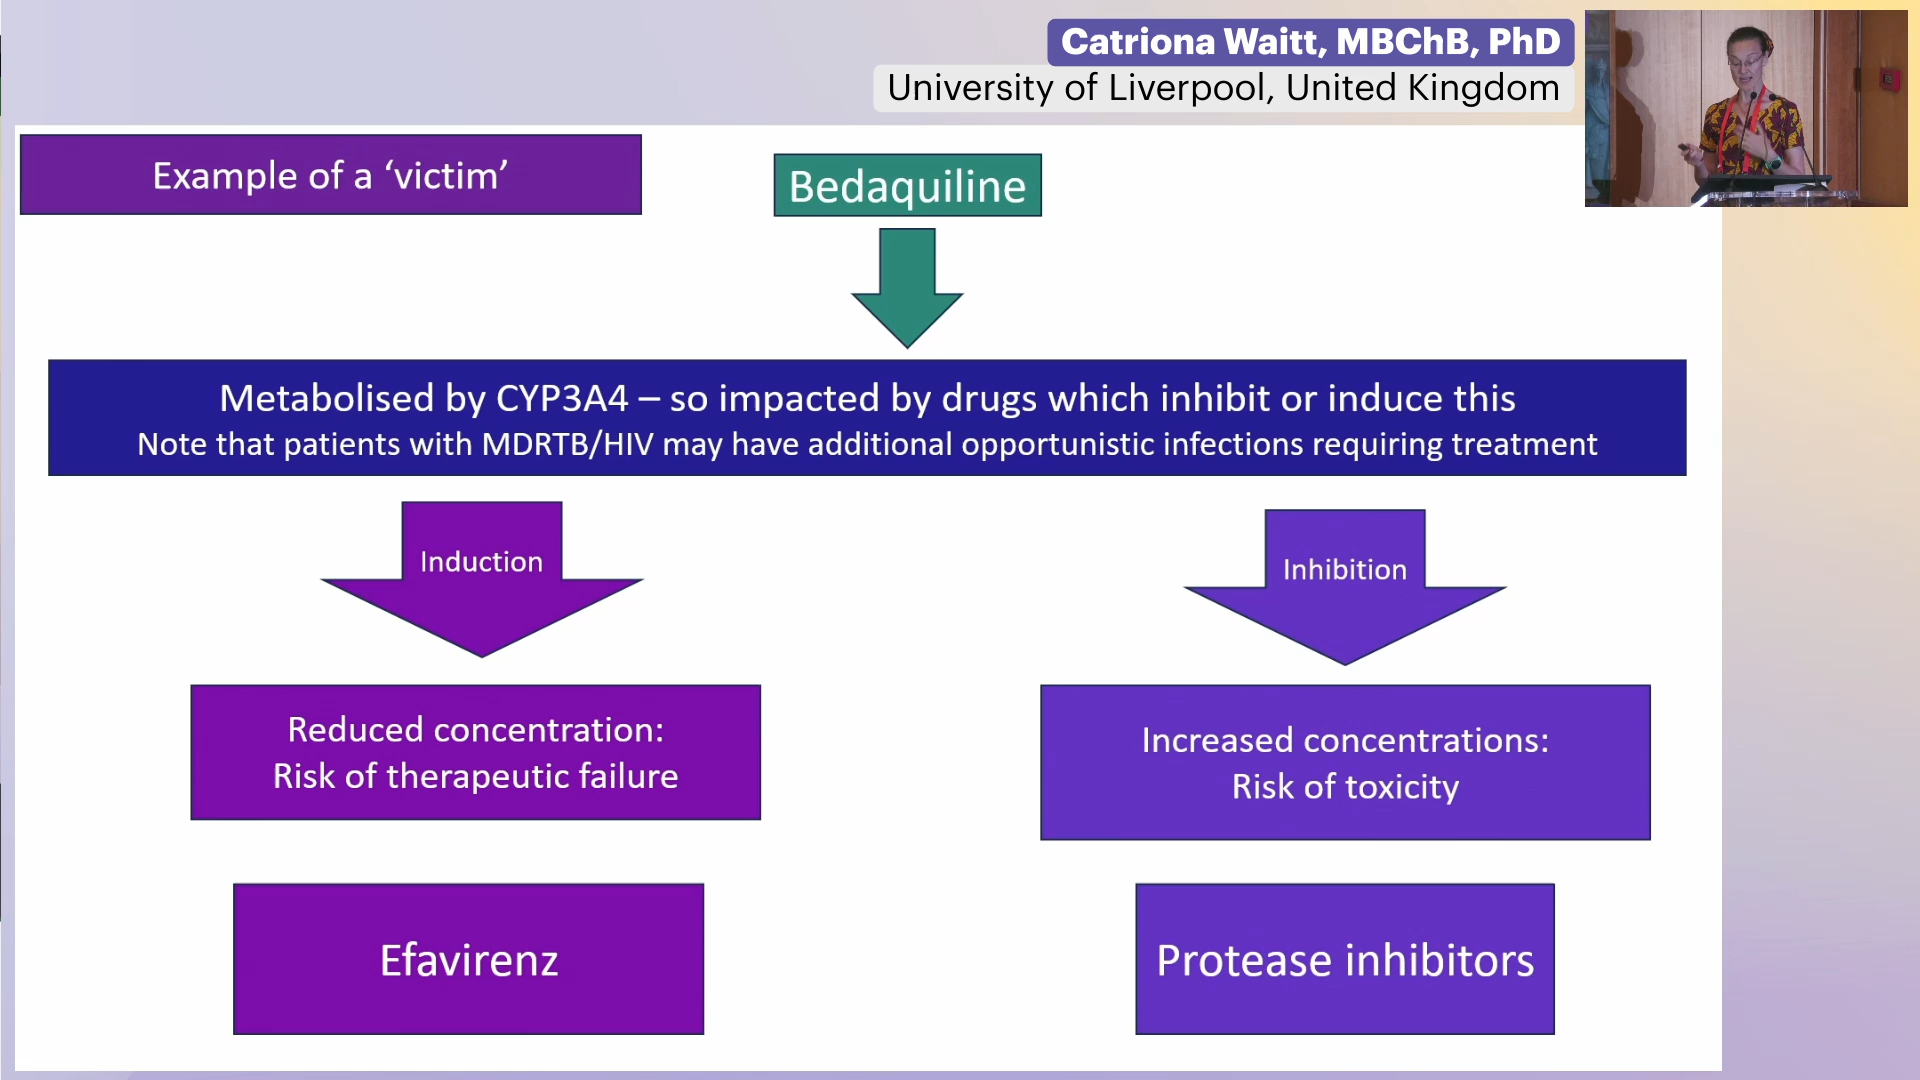 Catriona Waitt, MBChB, PhD
University of Liverpool, United Kingdom
Example of a ‘victim’
Bedaquiline
Metabolised by CYP3A4 – so impacted by drugs which inhibit or induce this
Note that patients with MDRTB/HIV may have additional opportunistic infections requiring treatment
Induction
Inhibition
Reduced concentration:
Risk of therapeutic failure
Increased concentrations:
Risk of toxicity
Efavirenz
Protease inhibitors